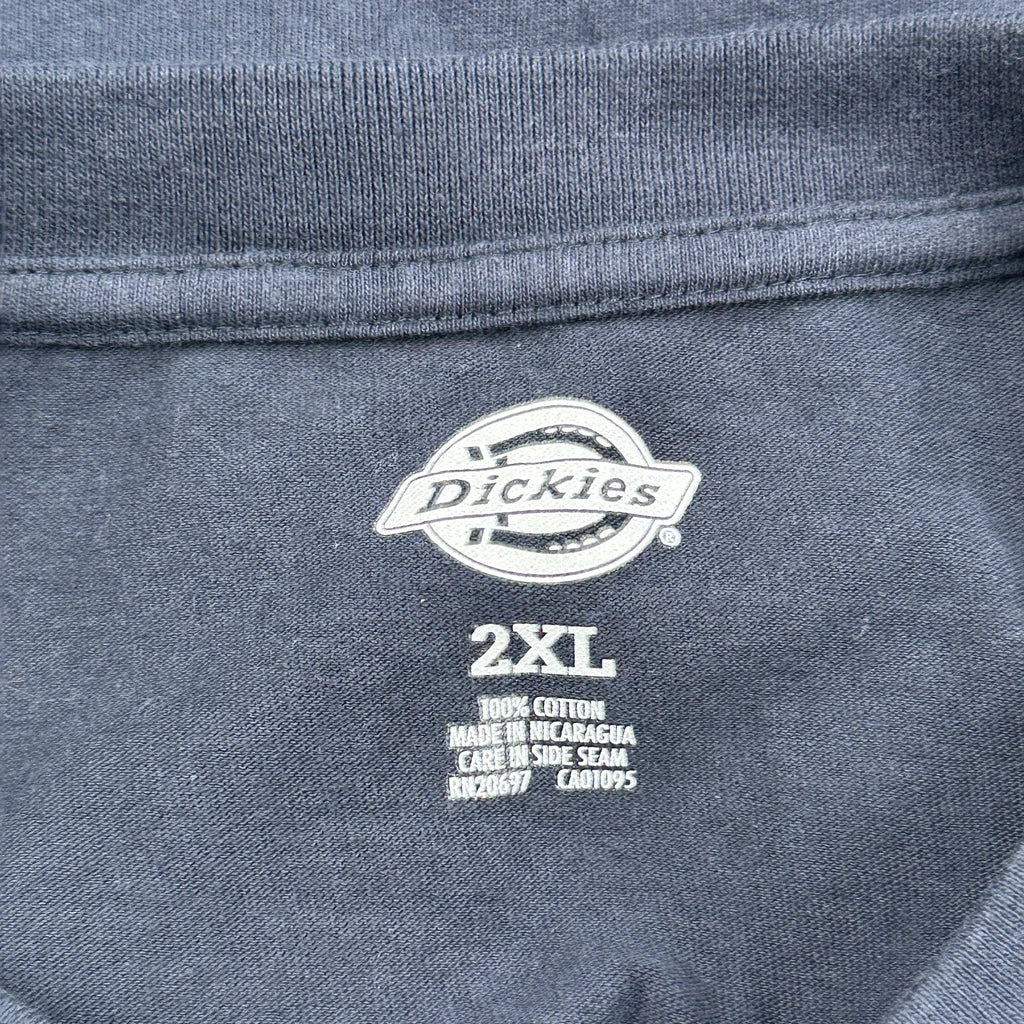 Dickies®
2XL
100% COTTON
MADE IN NICARAGUA
CARE IN SIDE SEAM
RN20697 CA01095